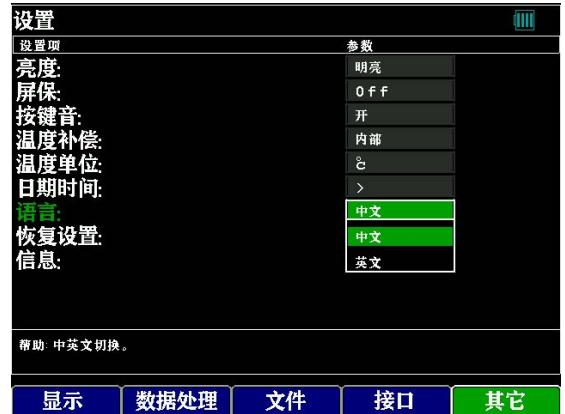 设置
设置项 参数
亮度: 明亮
屏保: Off
按键音: 开
温度补偿: 内部
温度单位: ℃
日期时间: >
语言: 中文
恢复设置: 中文
信息: 英文
帮助: 中英文切换。
显示 数据处理 文件 接口 其它